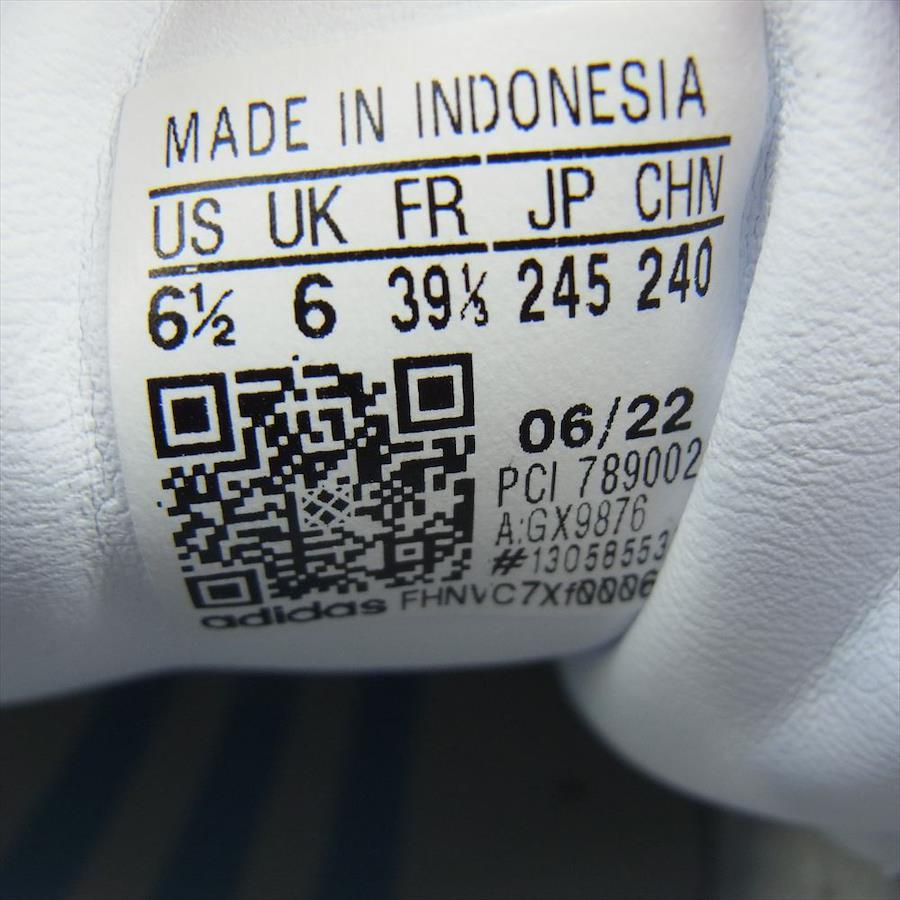 MADE IN INDONESIA
US UK FR JP CHN
6½ 6 39⅓ 245 240
06/22
PCI 789002
A:GX9876
#13058553
adidas FHNVC7Xf0006